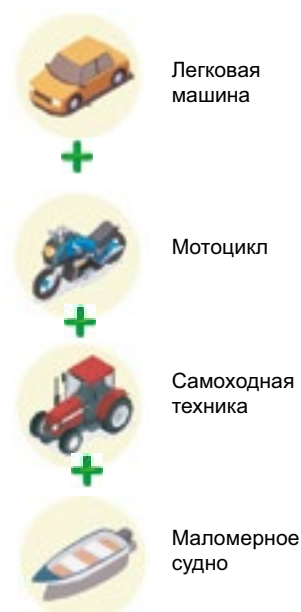 Легковая
машина
Мотоцикл
Самоходная
техника
Маломерное
судно